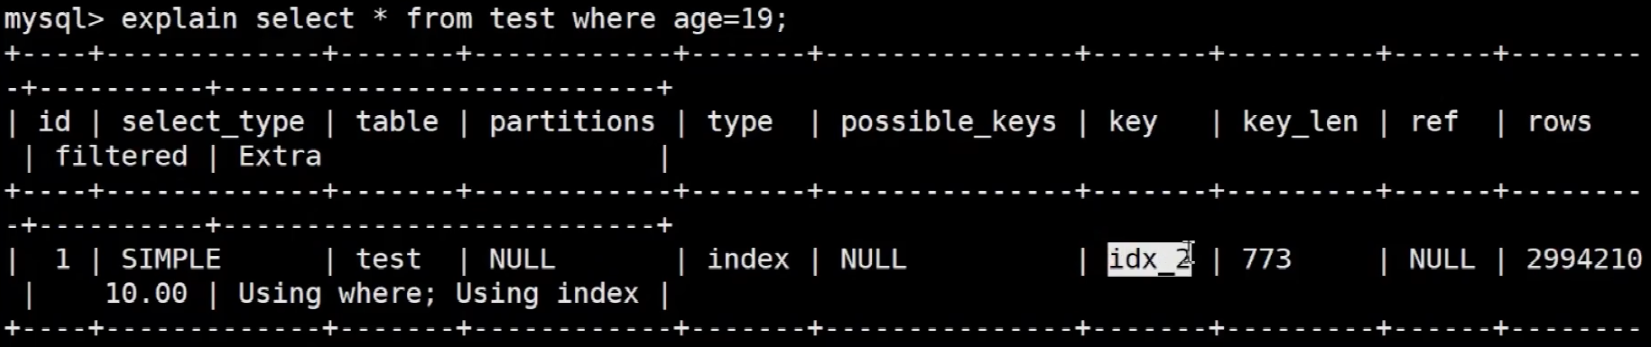 mysql> explain select * from test where age=19;
+----+-------------+-------+------------+-------+---------------+-------+---------+------+--------
-+----------+--------------------------+
| id | select_type | table | partitions | type  | possible_keys | key   | key_len | ref  | rows
 | filtered | Extra                    |
+----+-------------+-------+------------+-------+---------------+-------+---------+------+--------
-+----------+--------------------------+
|  1 | SIMPLE      | test  | NULL       | index | NULL          | idx_2 | 773     | NULL | 2994210
 |    10.00 | Using where; Using index |
+----+-------------+-------+------------+-------+---------------+-------+---------+------+--------